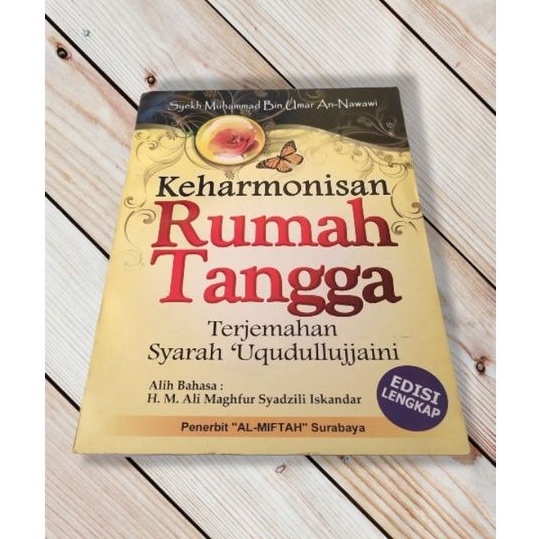 Syekh Muhammad Bin Umar An-Nawawi
Keharmonisan
Rumah
Tangga
Terjemahan
Syarah 'Uqudullujjaini
Alih Bahasa :
H. M. Ali Maghfur Syadzili Iskandar
EDISI
LENGKAP
Penerbit "AL-MIFTAH" Surabaya